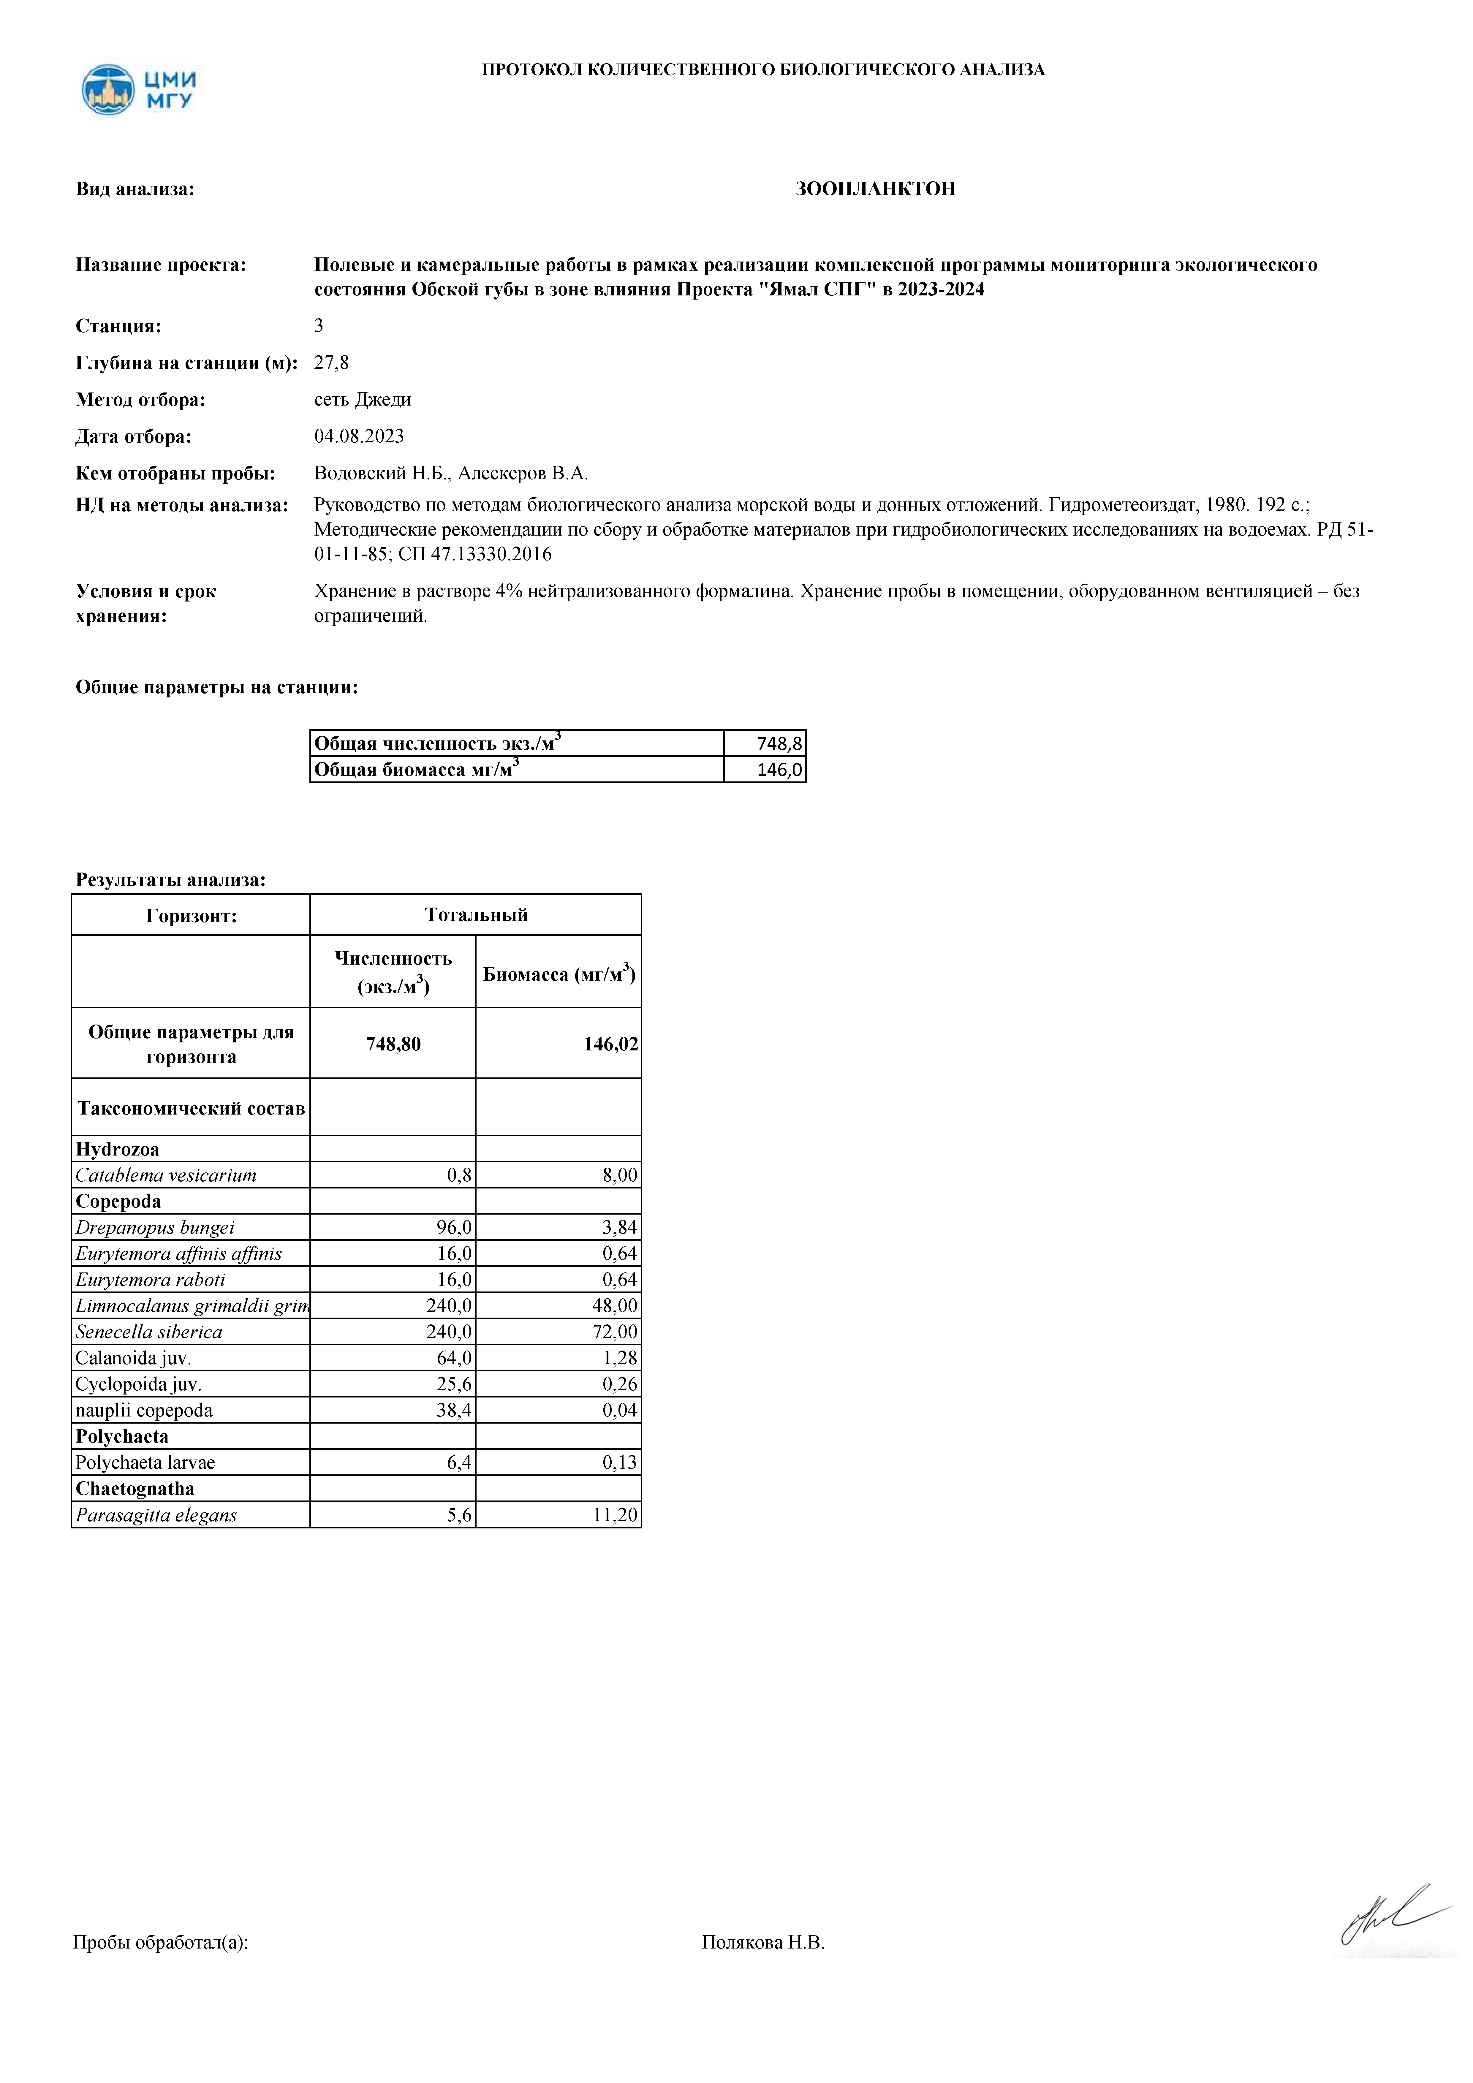 ЦМИ
МГУ
ПРОТОКОЛ КОЛИЧЕСТВЕННОГО БИОЛОГИЧЕСКОГО АНАЛИЗА
Вид анализа: ЗООПЛАНКТОН
Название проекта: Полевые и камеральные работы в рамках реализации комплексной программы мониторинга экологического
состояния Обской губы в зоне влияния Проекта "Ямал СПГ" в 2023-2024
Станция: 3
Глубина на станции (м): 27,8
Метод отбора: сеть Джеди
Дата отбора: 04.08.2023
Кем отобраны пробы: Водовский Н.Б., Алескеров В.А.
НД на методы анализа: Руководство по методам биологического анализа морской воды и донных отложений. Гидрометеоиздат, 1980. 192 с.;
Методические рекомендации по сбору и обработке материалов при гидробиологических исследованиях на водоемах. РД 51-
01-11-85; СП 47.13330.2016
Условия и срок Хранение в растворе 4% нейтрализованного формалина. Хранение пробы в помещении, оборудованном вентиляцией – без
хранения: ограничений.
Общие параметры на станции:
Общая численность экз./м³ 748,8
Общая биомасса мг/м³ 146,0
Результаты анализа:
Горизонт: Тотальный
Численность
(экз./м³) Биомасса (мг/м³)
Общие параметры для
горизонта 748,80 146,02
Таксономический состав
Hydrozoa
Catablema vesicarium 0,8 8,00
Copepoda
Drepanopus bungei 96,0 3,84
Eurytemora affinis affinis 16,0 0,64
Eurytemora raboti 16,0 0,64
Limnocalanus grimaldii grim 240,0 48,00
Senecella siberica 240,0 72,00
Calanoida juv. 64,0 1,28
Cyclopoida juv. 25,6 0,26
nauplii copepoda 38,4 0,04
Polychaeta
Polychaeta larvae 6,4 0,13
Chaetognatha
Parasagitta elegans 5,6 11,20
Пробы обработал(а): Полякова Н.В.